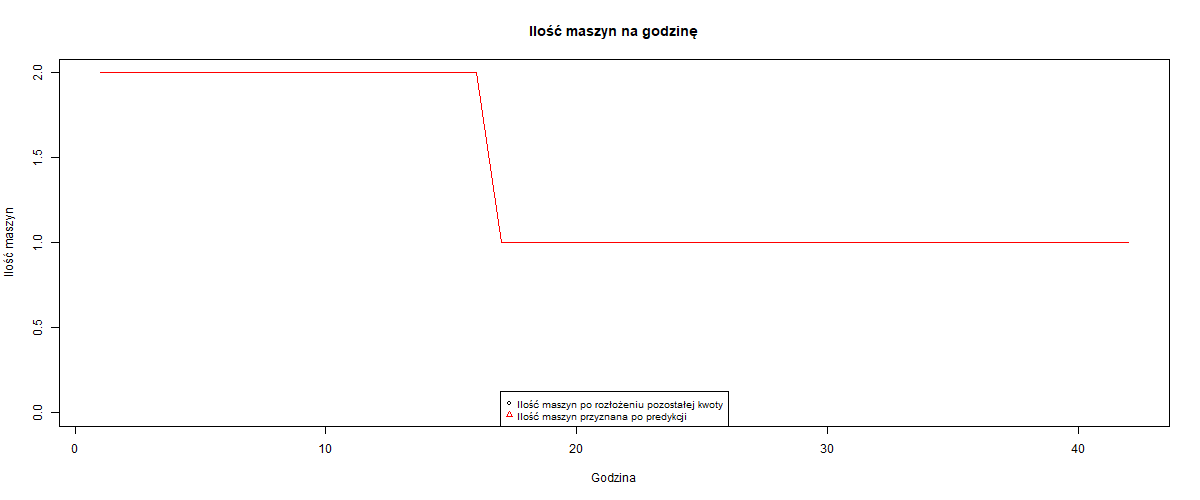 Ilość maszyn na godzinę
Ilość maszyn
2.0
1.5
1.0
0.5
0.0
Ilość maszyn po rozłożeniu pozostałej kwoty
Ilość maszyn przyznana po predykcji
0 10 20 30 40
Godzina